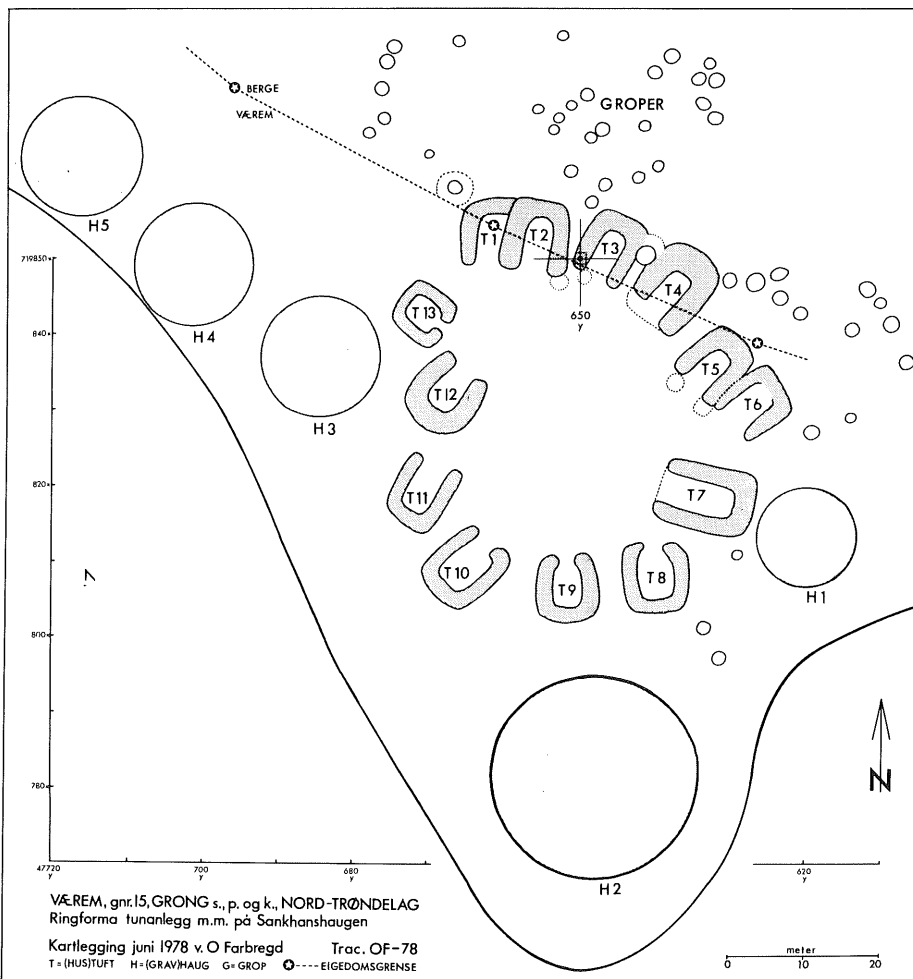 BERGE
VÆREM
GROPER
H5
T1
T2
T3
719850
H4
T4
T13
650
y
840
T5
T12
T6
H3
T11
T7
820
T10
T9
T8
H1
800
780
N
47720
y
700
y
680
y
620
y
H2
VÆREM, gnr.15, GRONG s., p. og k., NORD-TRØNDELAG
Ringforma tunanlegg m.m. på Sankhanshaugen
Kartlegging juni 1978 v. O Farbregd Trac. OF-78
T = (HUS)TUFT H = (GRAV)HAUG G = GROP ----EIGEDOMSGRENSE
meter
0 10 20